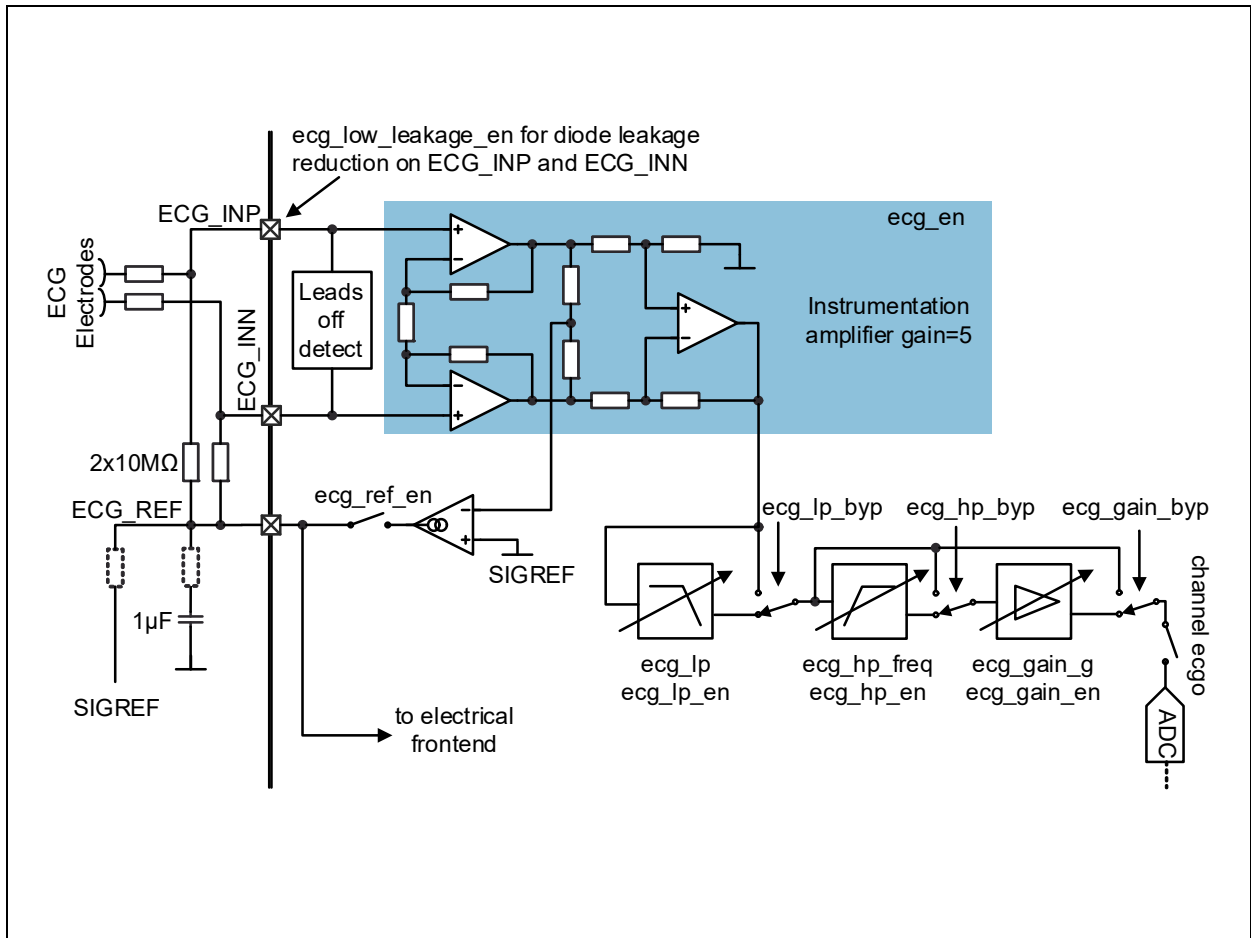 ecg_low_leakage_en for diode leakage
reduction on ECG_INP and ECG_INN
ECG_INP
ecg_en
ECG
Electrodes
Leads
off
detect
Instrumentation
amplifier gain=5
ECG_INN
+
−
−
+
+
−
2x10MΩ
ECG_REF
ecg_ref_en
−
+
SIGREF
ecg_lp_byp
ecg_hp_byp
ecg_gain_byp
channel ecgo
1µF
SIGREF
ecg_lp
ecg_lp_en
ecg_hp_freq
ecg_hp_en
ecg_gain_g
ecg_gain_en
ADC
to electrical
frontend